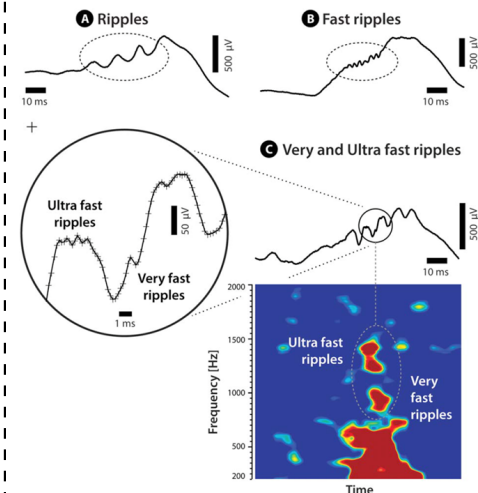 A Ripples
500 μV
10 ms
B Fast ripples
500 μV
10 ms
C Very and Ultra fast ripples
Ultra fast
ripples
50 μV
Very fast
ripples
1 ms
500 μV
10 ms
2000
1500
1000
500
200
Frequency [Hz]
Ultra fast
ripples
Very
fast
ripples
Time